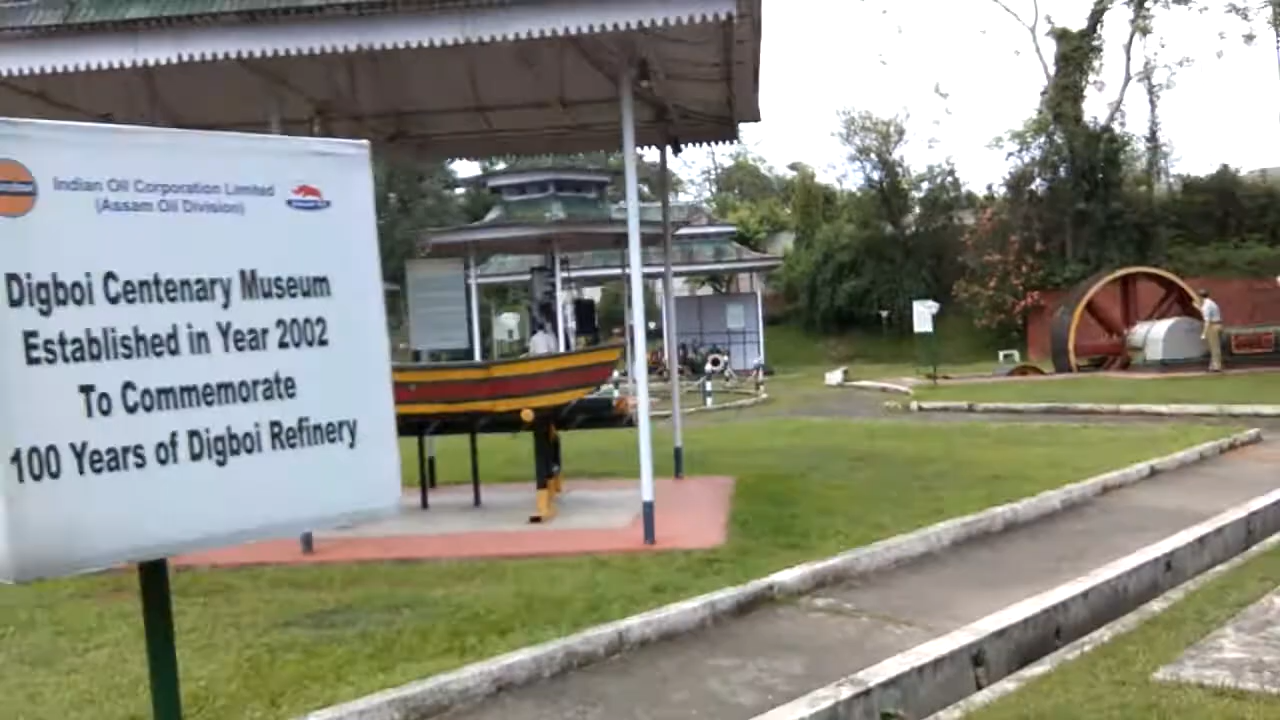 Indian Oil Corporation Limited
(Assam Oil Division)
Digboi Centenary Museum
Established in Year 2002
To Commemorate
100 Years of Digboi Refinery